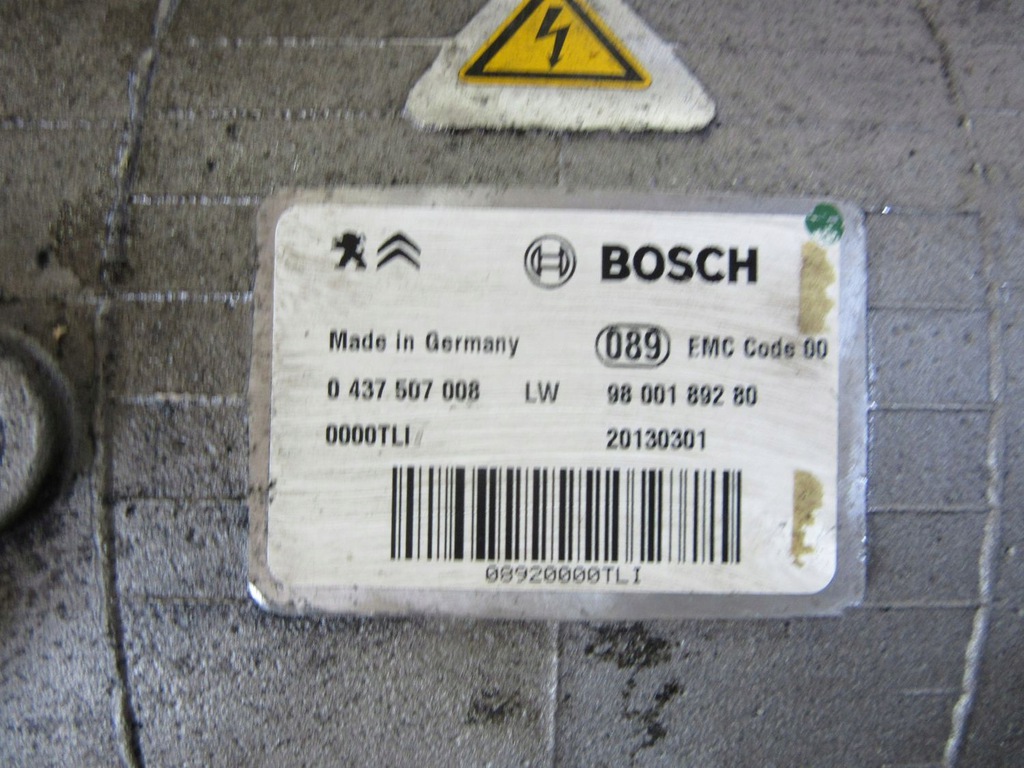 BOSCH
Made in Germany 089 EMC Code 00
0 437 507 008 LW 98 001 892 80
0000TLI 20130301
08920000TLI